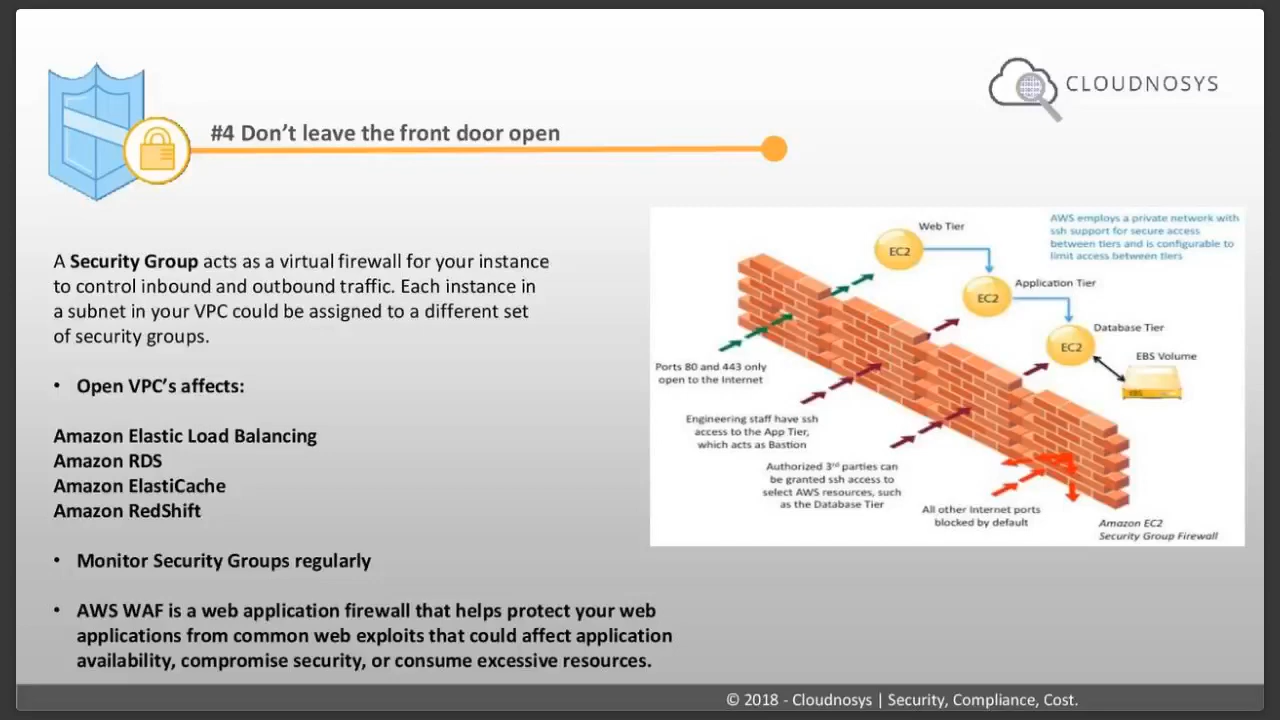 CLOUDNOSYS
#4 Don’t leave the front door open
A Security Group acts as a virtual firewall for your instance
to control inbound and outbound traffic. Each instance in
a subnet in your VPC could be assigned to a different set
of security groups.
• Open VPC’s affects:
Amazon Elastic Load Balancing
Amazon RDS
Amazon ElastiCache
Amazon RedShift
• Monitor Security Groups regularly
• AWS WAF is a web application firewall that helps protect your web
applications from common web exploits that could affect application
availability, compromise security, or consume excessive resources.
AWS employs a private network with
ssh support for secure access
between tiers and is configurable to
limit access between tiers
Web Tier
EC2
Application Tier
EC2
Database Tier
EC2
EBS Volume
EBS
Ports 80 and 443 only
open to the Internet
Engineering staff have ssh
access to the App Tier,
which acts as Bastion
Authorized 3rd parties can
be granted ssh access to
select AWS resources, such
as the Database Tier
All other Internet ports
blocked by default
Amazon EC2
Security Group Firewall
© 2018 - Cloudnosys | Security, Compliance, Cost.